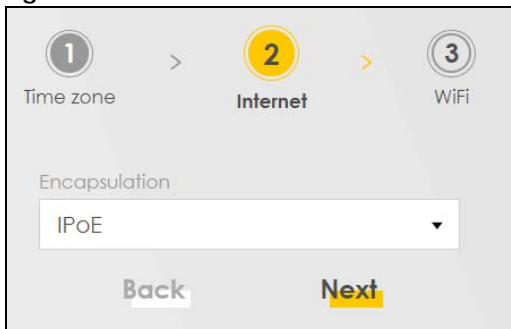 1 > 2 > 3
Time zone Internet WiFi
Encapsulation
IPoE
Back Next